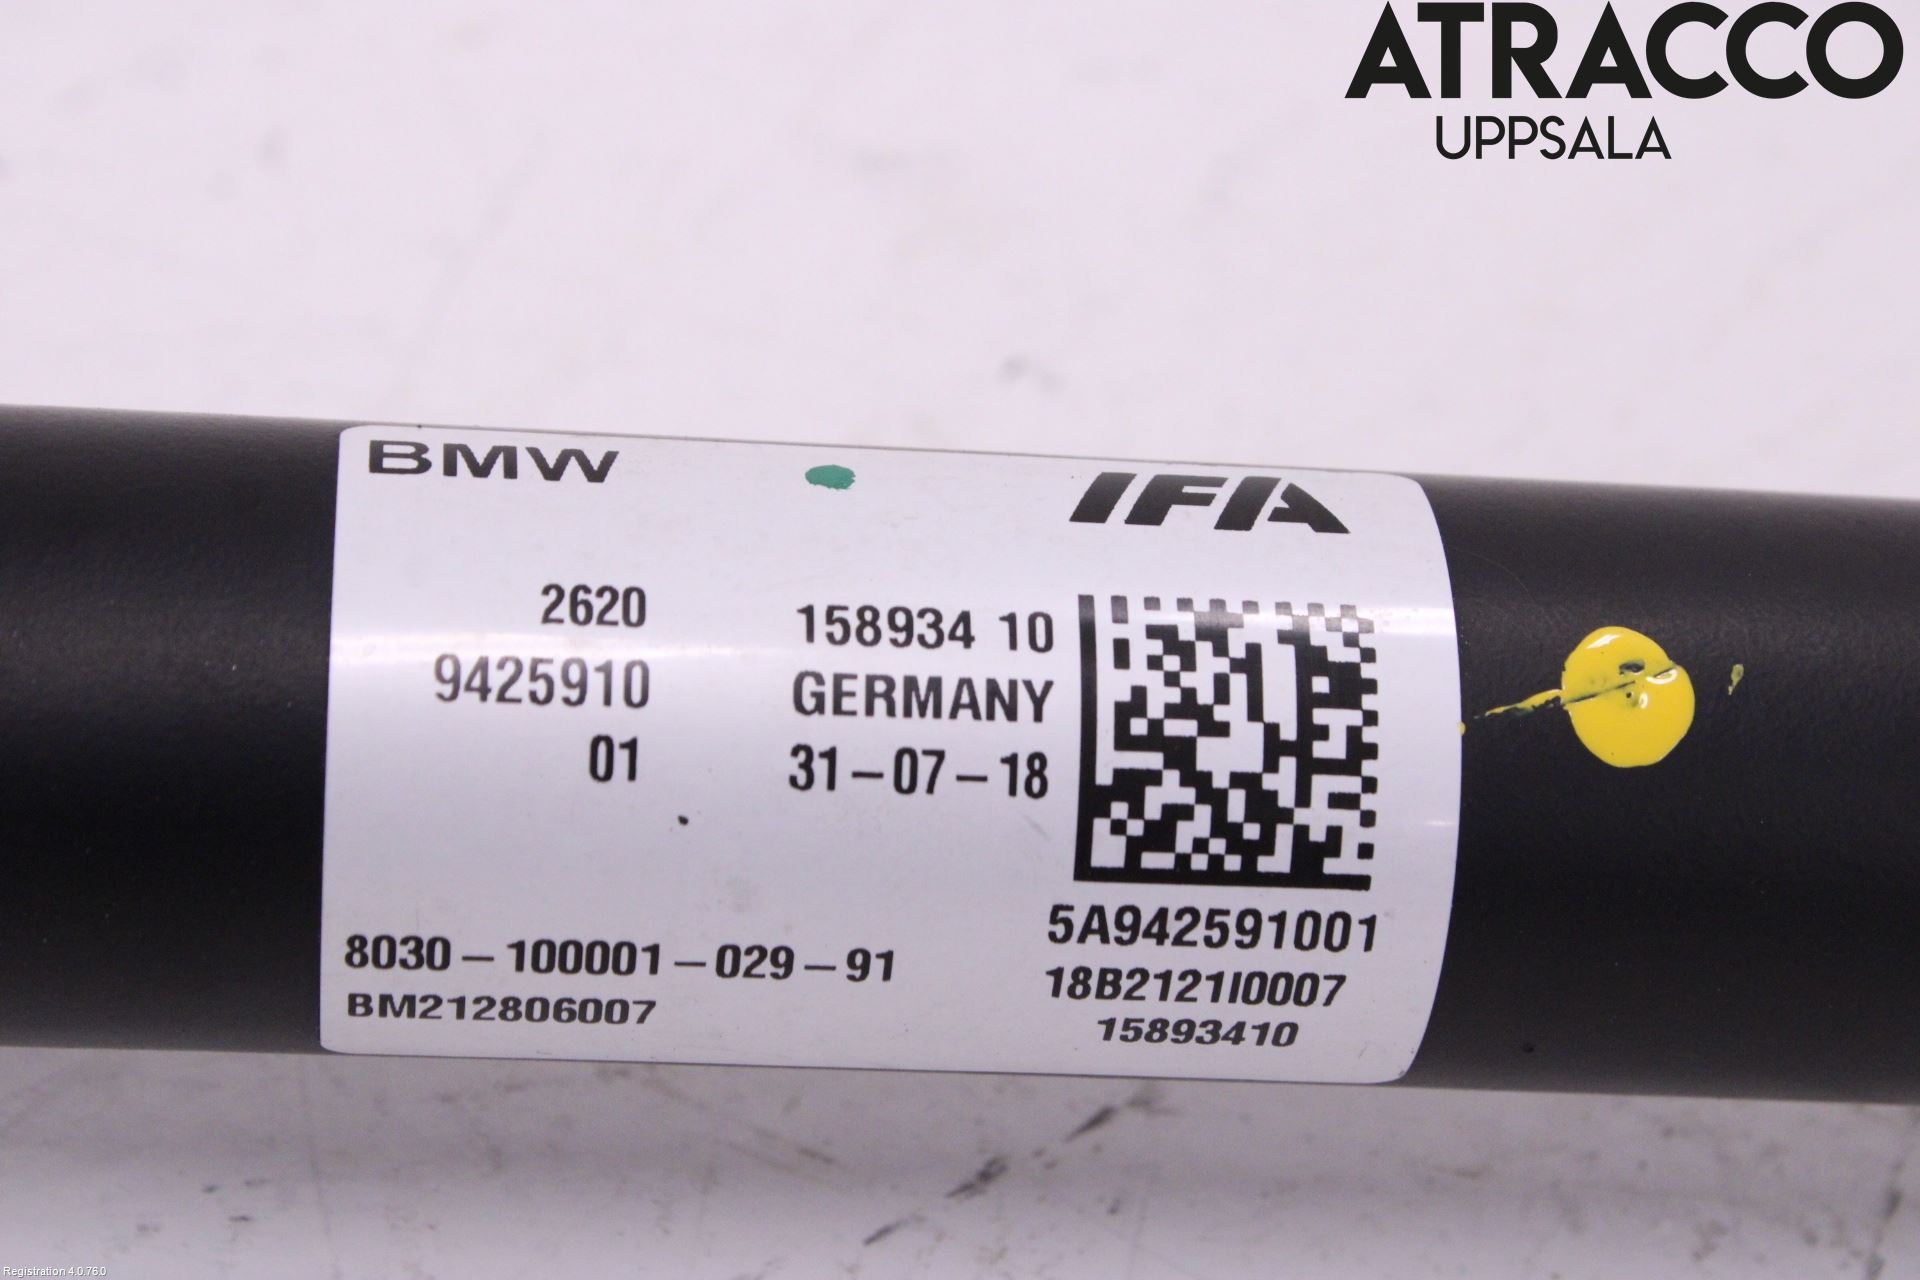 ATRACCO
UPPSALA
BMW
IFA
2620
9425910
01
158934 10
GERMANY
31-07-18
5A942591001
18B2121I0007
15893410
8030-100001-029-91
BM212806007
Registration 4.0.76.0